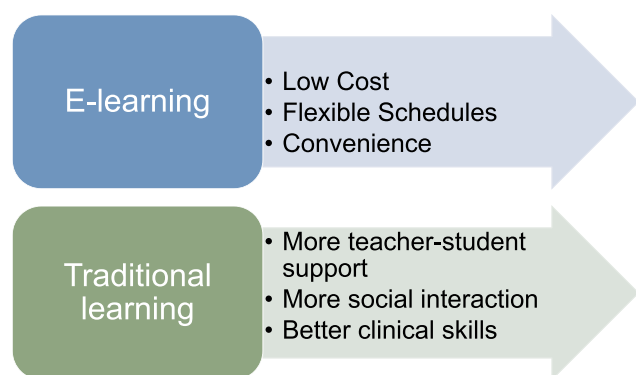 E-learning
• Low Cost
• Flexible Schedules
• Convenience
Traditional
learning
• More teacher-student
support
• More social interaction
• Better clinical skills